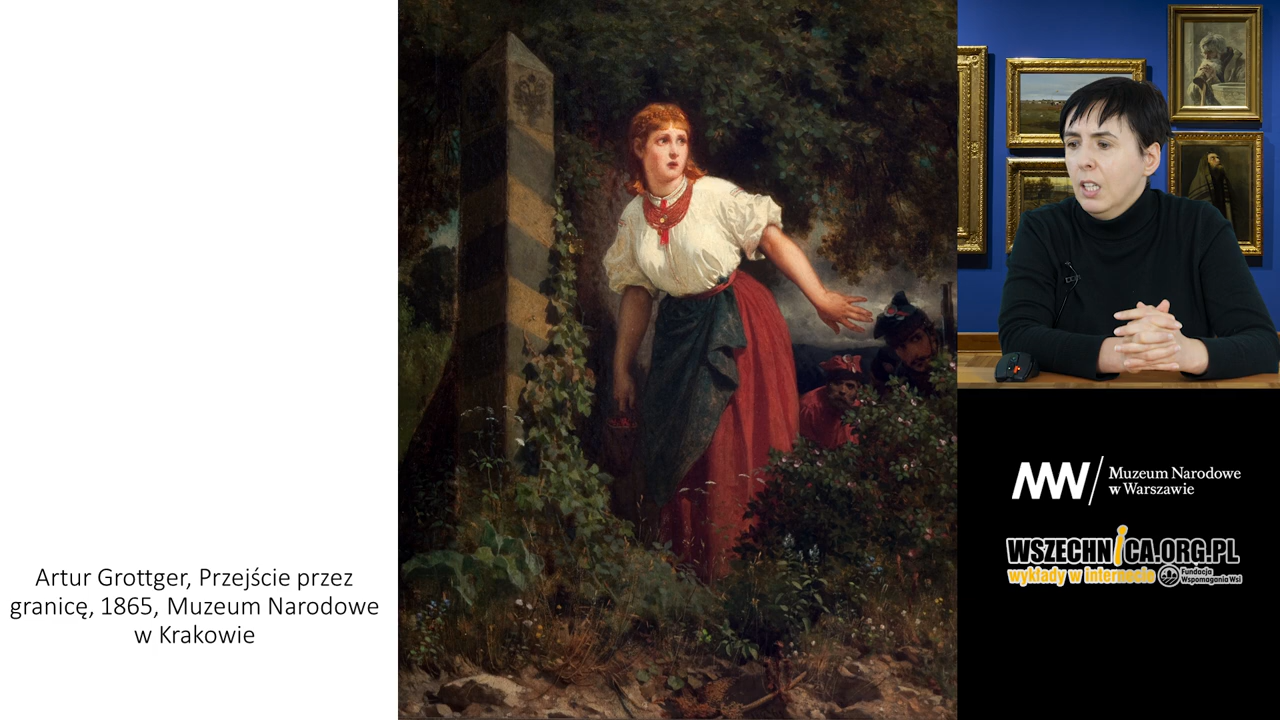 Artur Grottger, Przejście przez
granicę, 1865, Muzeum Narodowe
w Krakowie
MNW
Muzeum Narodowe
w Warszawie
WSZECHNICA.ORG.PL
wykłady w internecie
Fundacja
Wspomagania Wsi